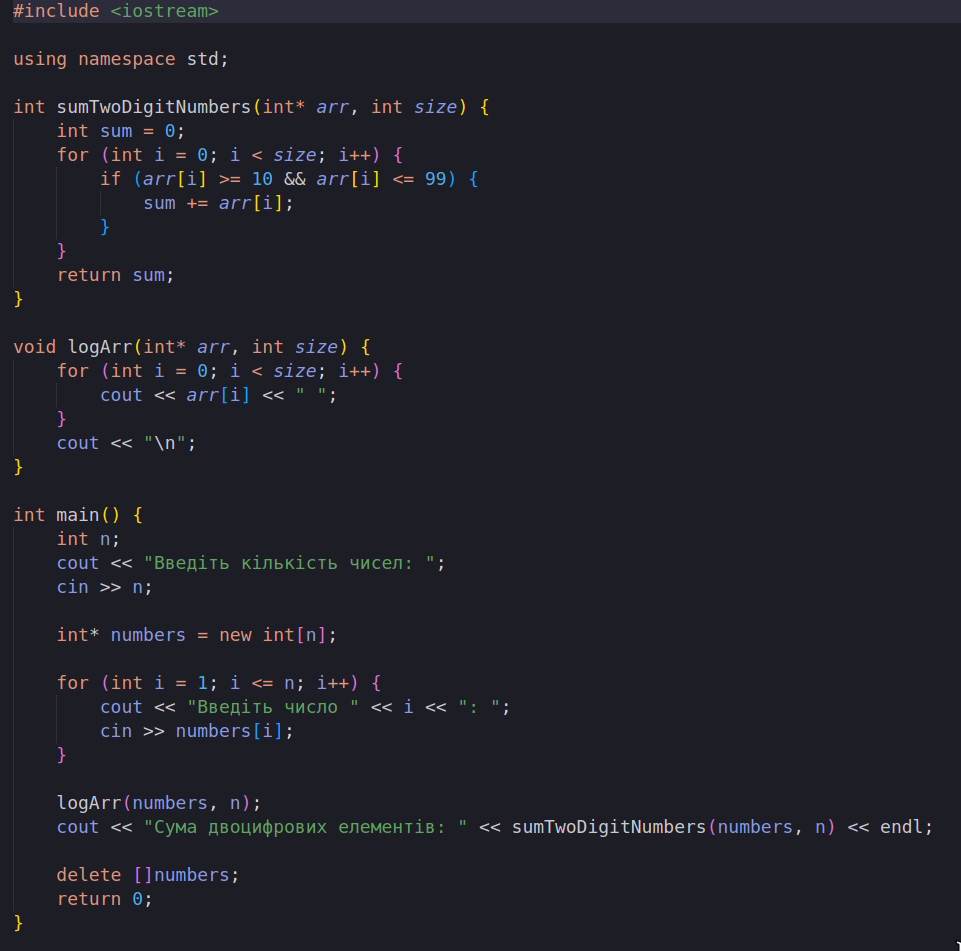 #include <iostream>
using namespace std;
int sumTwoDigitNumbers(int* arr, int size) {
    int sum = 0;
    for (int i = 0; i < size; i++) {
        if (arr[i] >= 10 && arr[i] <= 99) {
            sum += arr[i];
        }
    }
    return sum;
}
void logArr(int* arr, int size) {
    for (int i = 0; i < size; i++) {
        cout << arr[i] << " ";
    }
    cout << "\n";
}
int main() {
    int n;
    cout << "Введіть кількість чисел: ";
    cin >> n;
    int* numbers = new int[n];
    for (int i = 1; i <= n; i++) {
        cout << "Введіть число " << i << ": ";
        cin >> numbers[i];
    }
    logArr(numbers, n);
    cout << "Сума двоцифрових елементів: " << sumTwoDigitNumbers(numbers, n) << endl;
    delete []numbers;
    return 0;
}